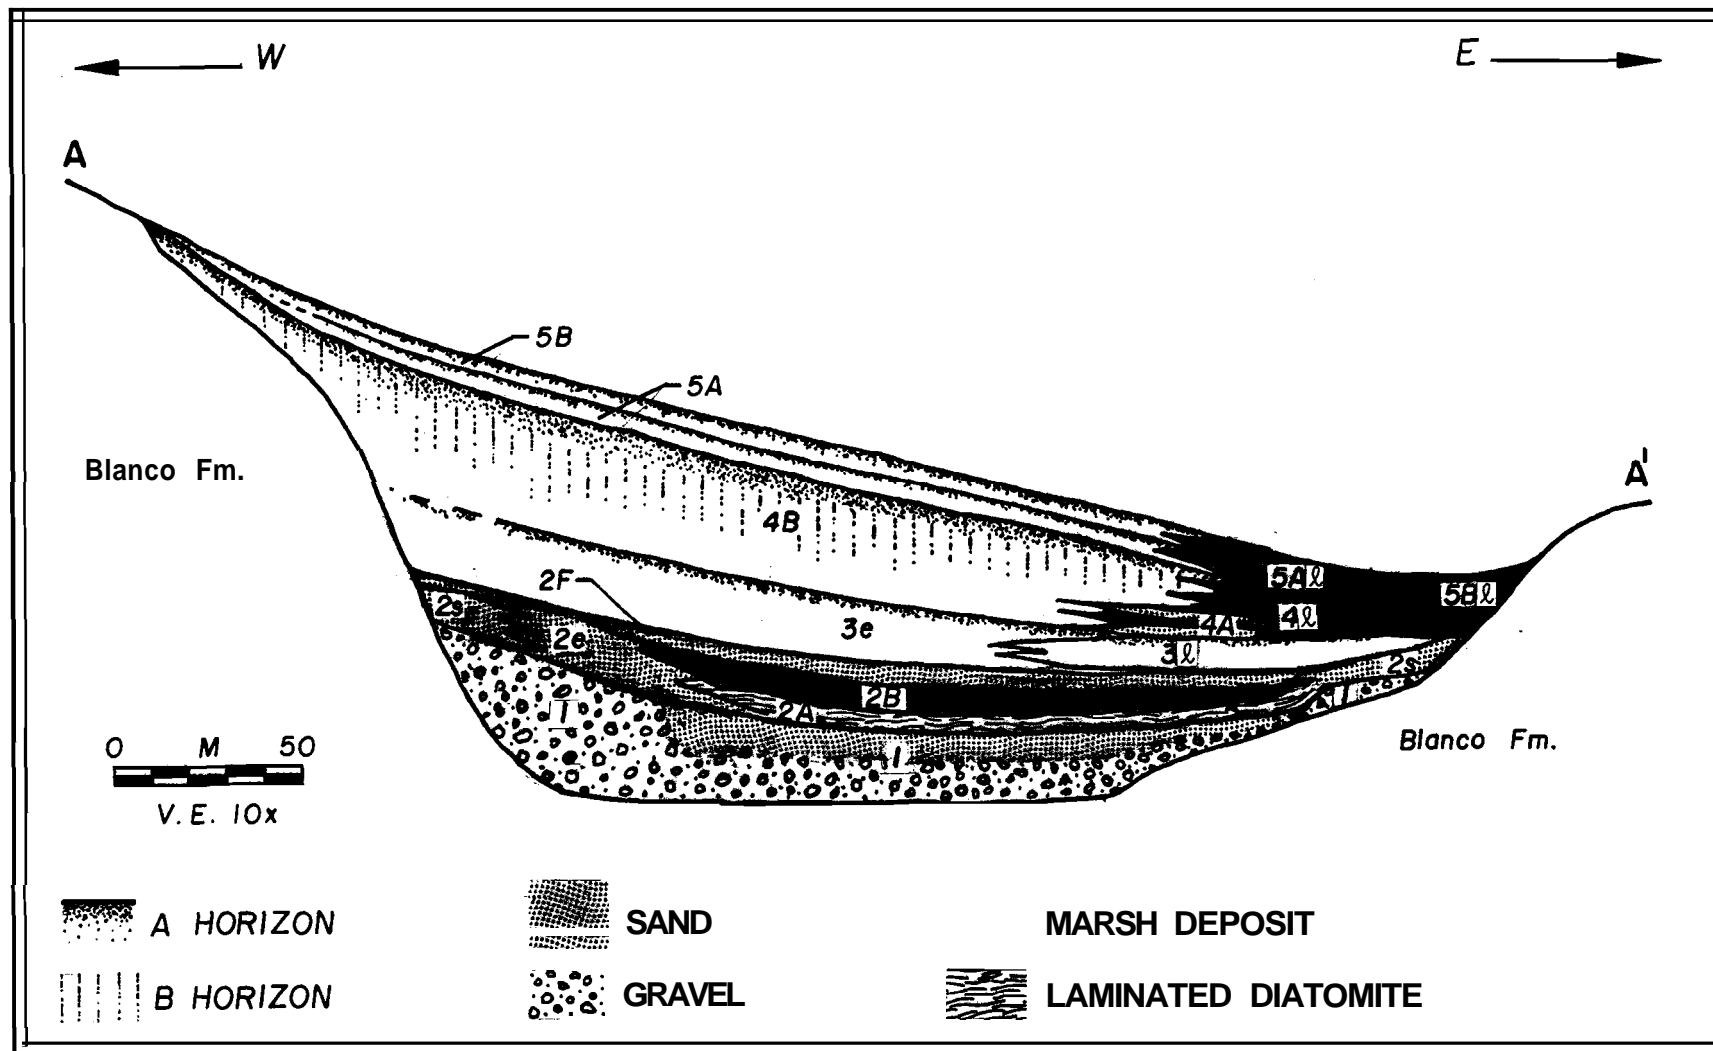 W E
A
5B
5A
Blanco Fm.
A'
4B
2F
5Al
5Bl
2s
4l
4A
2e
3e
3l
2s
2B
1
2A
1
1
0 M 50
Blanco Fm.
V.E. 10x
A HORIZON SAND MARSH DEPOSIT
B HORIZON GRAVEL LAMINATED DIATOMITE